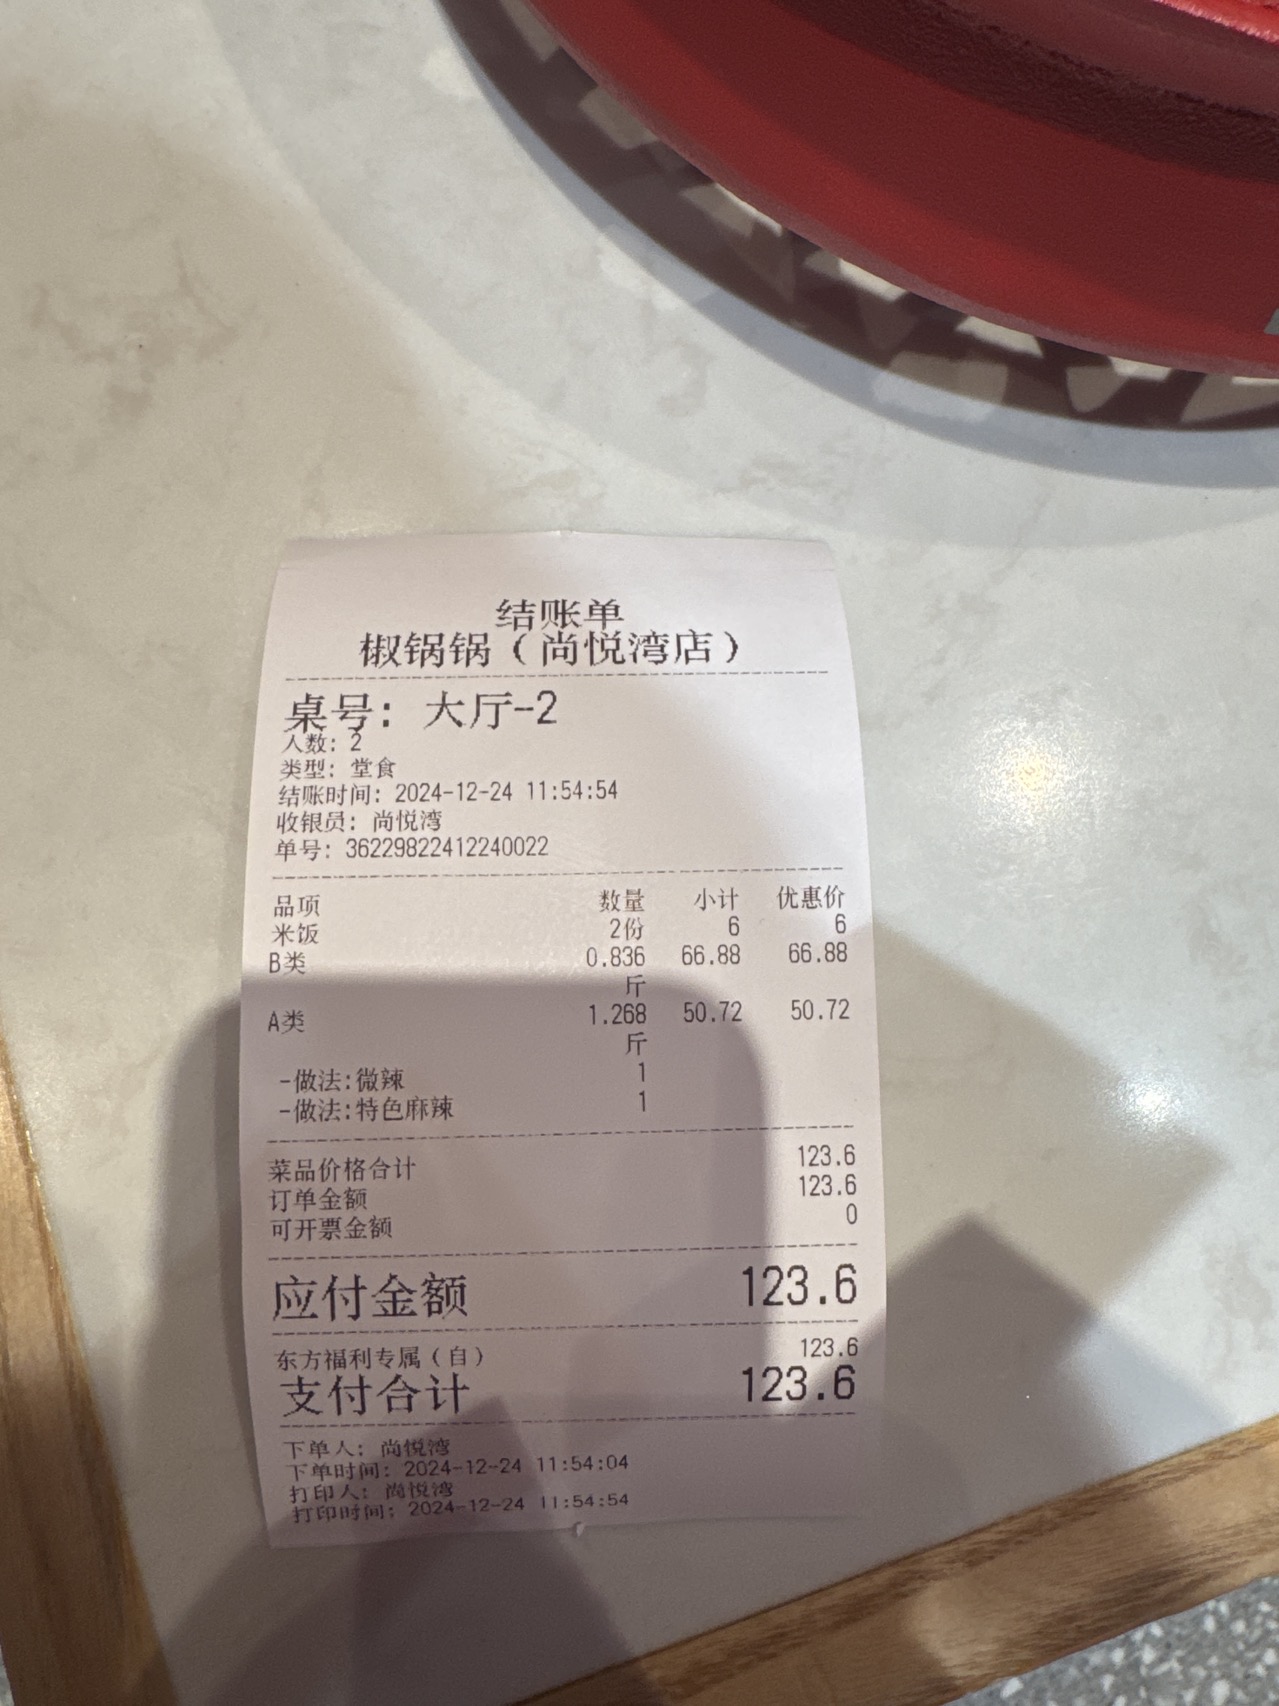 结账单
椒锅锅（尚悦湾店）
桌号: 大厅-2
人数: 2
类型: 堂食
结账时间: 2024-12-24 11:54:54
收银员: 尚悦湾
单号: 36229822412240022
品项 数量 小计 优惠价
米饭 2份 6 6
B类 0.836 66.88 66.88
斤
A类 1.268 50.72 50.72
斤
-做法:微辣 1
-做法:特色麻辣 1
菜品价格合计 123.6
订单金额 123.6
可开票金额 0
应付金额 123.6
东方福利专属（自） 123.6
支付合计 123.6
下单人: 尚悦湾
下单时间: 2024-12-24 11:54:04
打印人: 尚悦湾
打印时间: 2024-12-24 11:54:54